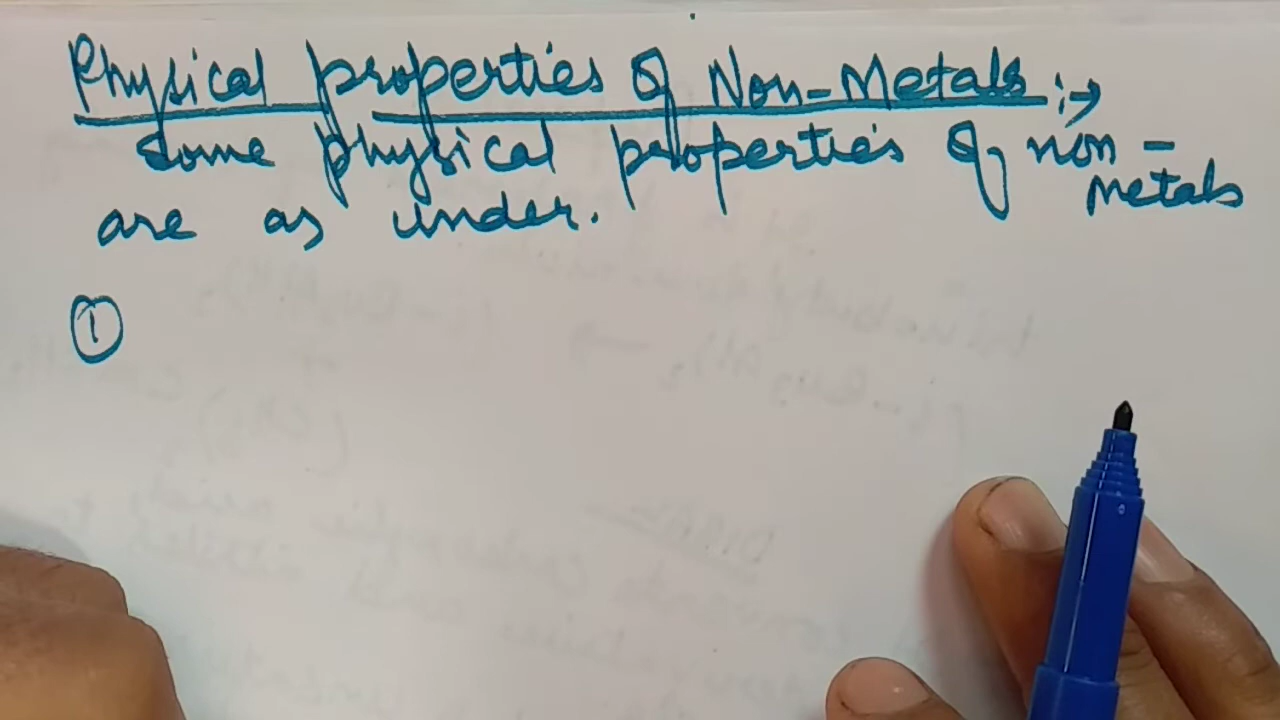 Physical properties of Non-Metals :→
Some physical properties of non-
metals
are as under.
①